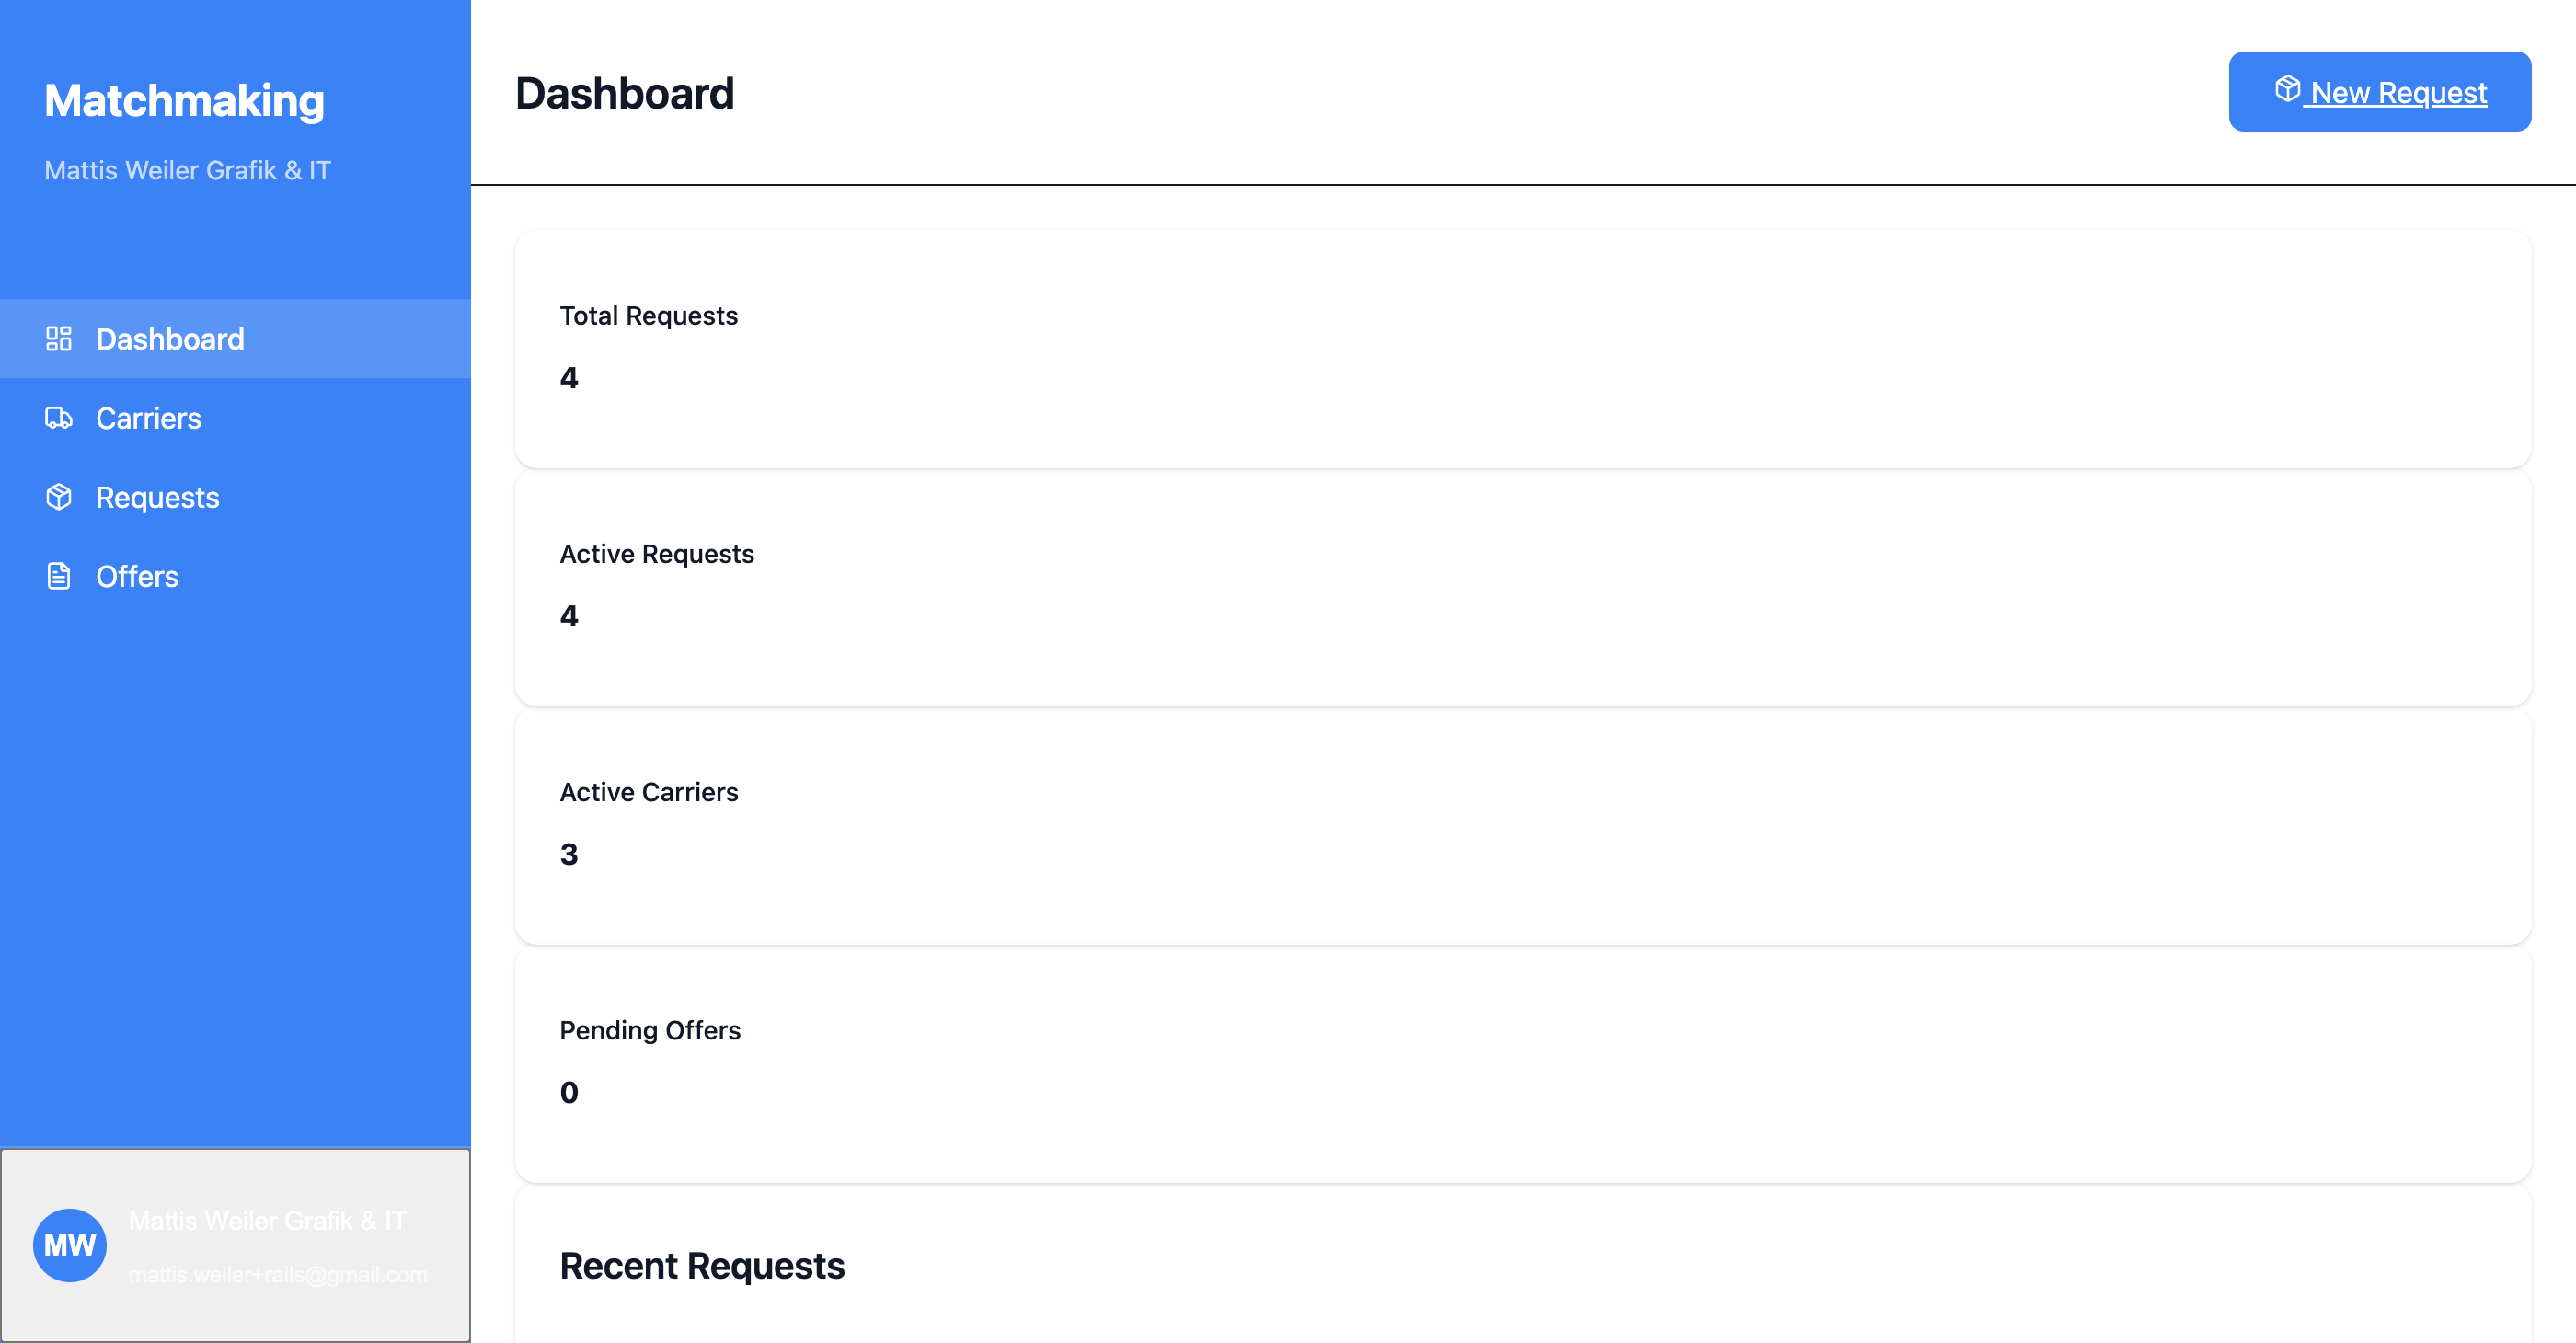 Matchmaking
Mattis Weiler Grafik & IT
Dashboard
Carriers
Requests
Offers
MW
Mattis Weiler Grafik & IT
mattis.weiler+rails@gmail.com
Dashboard
New Request
Total Requests
4
Active Requests
4
Active Carriers
3
Pending Offers
0
Recent Requests